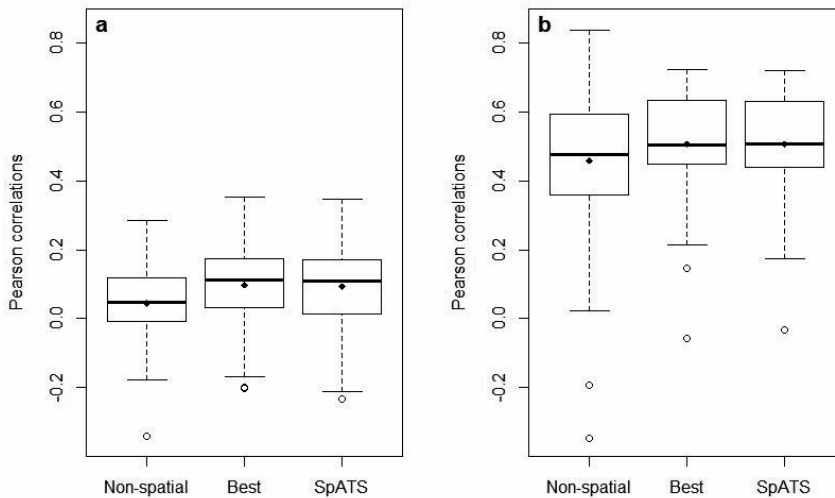 a
Pearson correlations
0.8
0.6
0.4
0.2
0.0
-0.2
Non-spatial Best SpATS
b
Pearson correlations
0.8
0.6
0.4
0.2
0.0
-0.2
Non-spatial Best SpATS